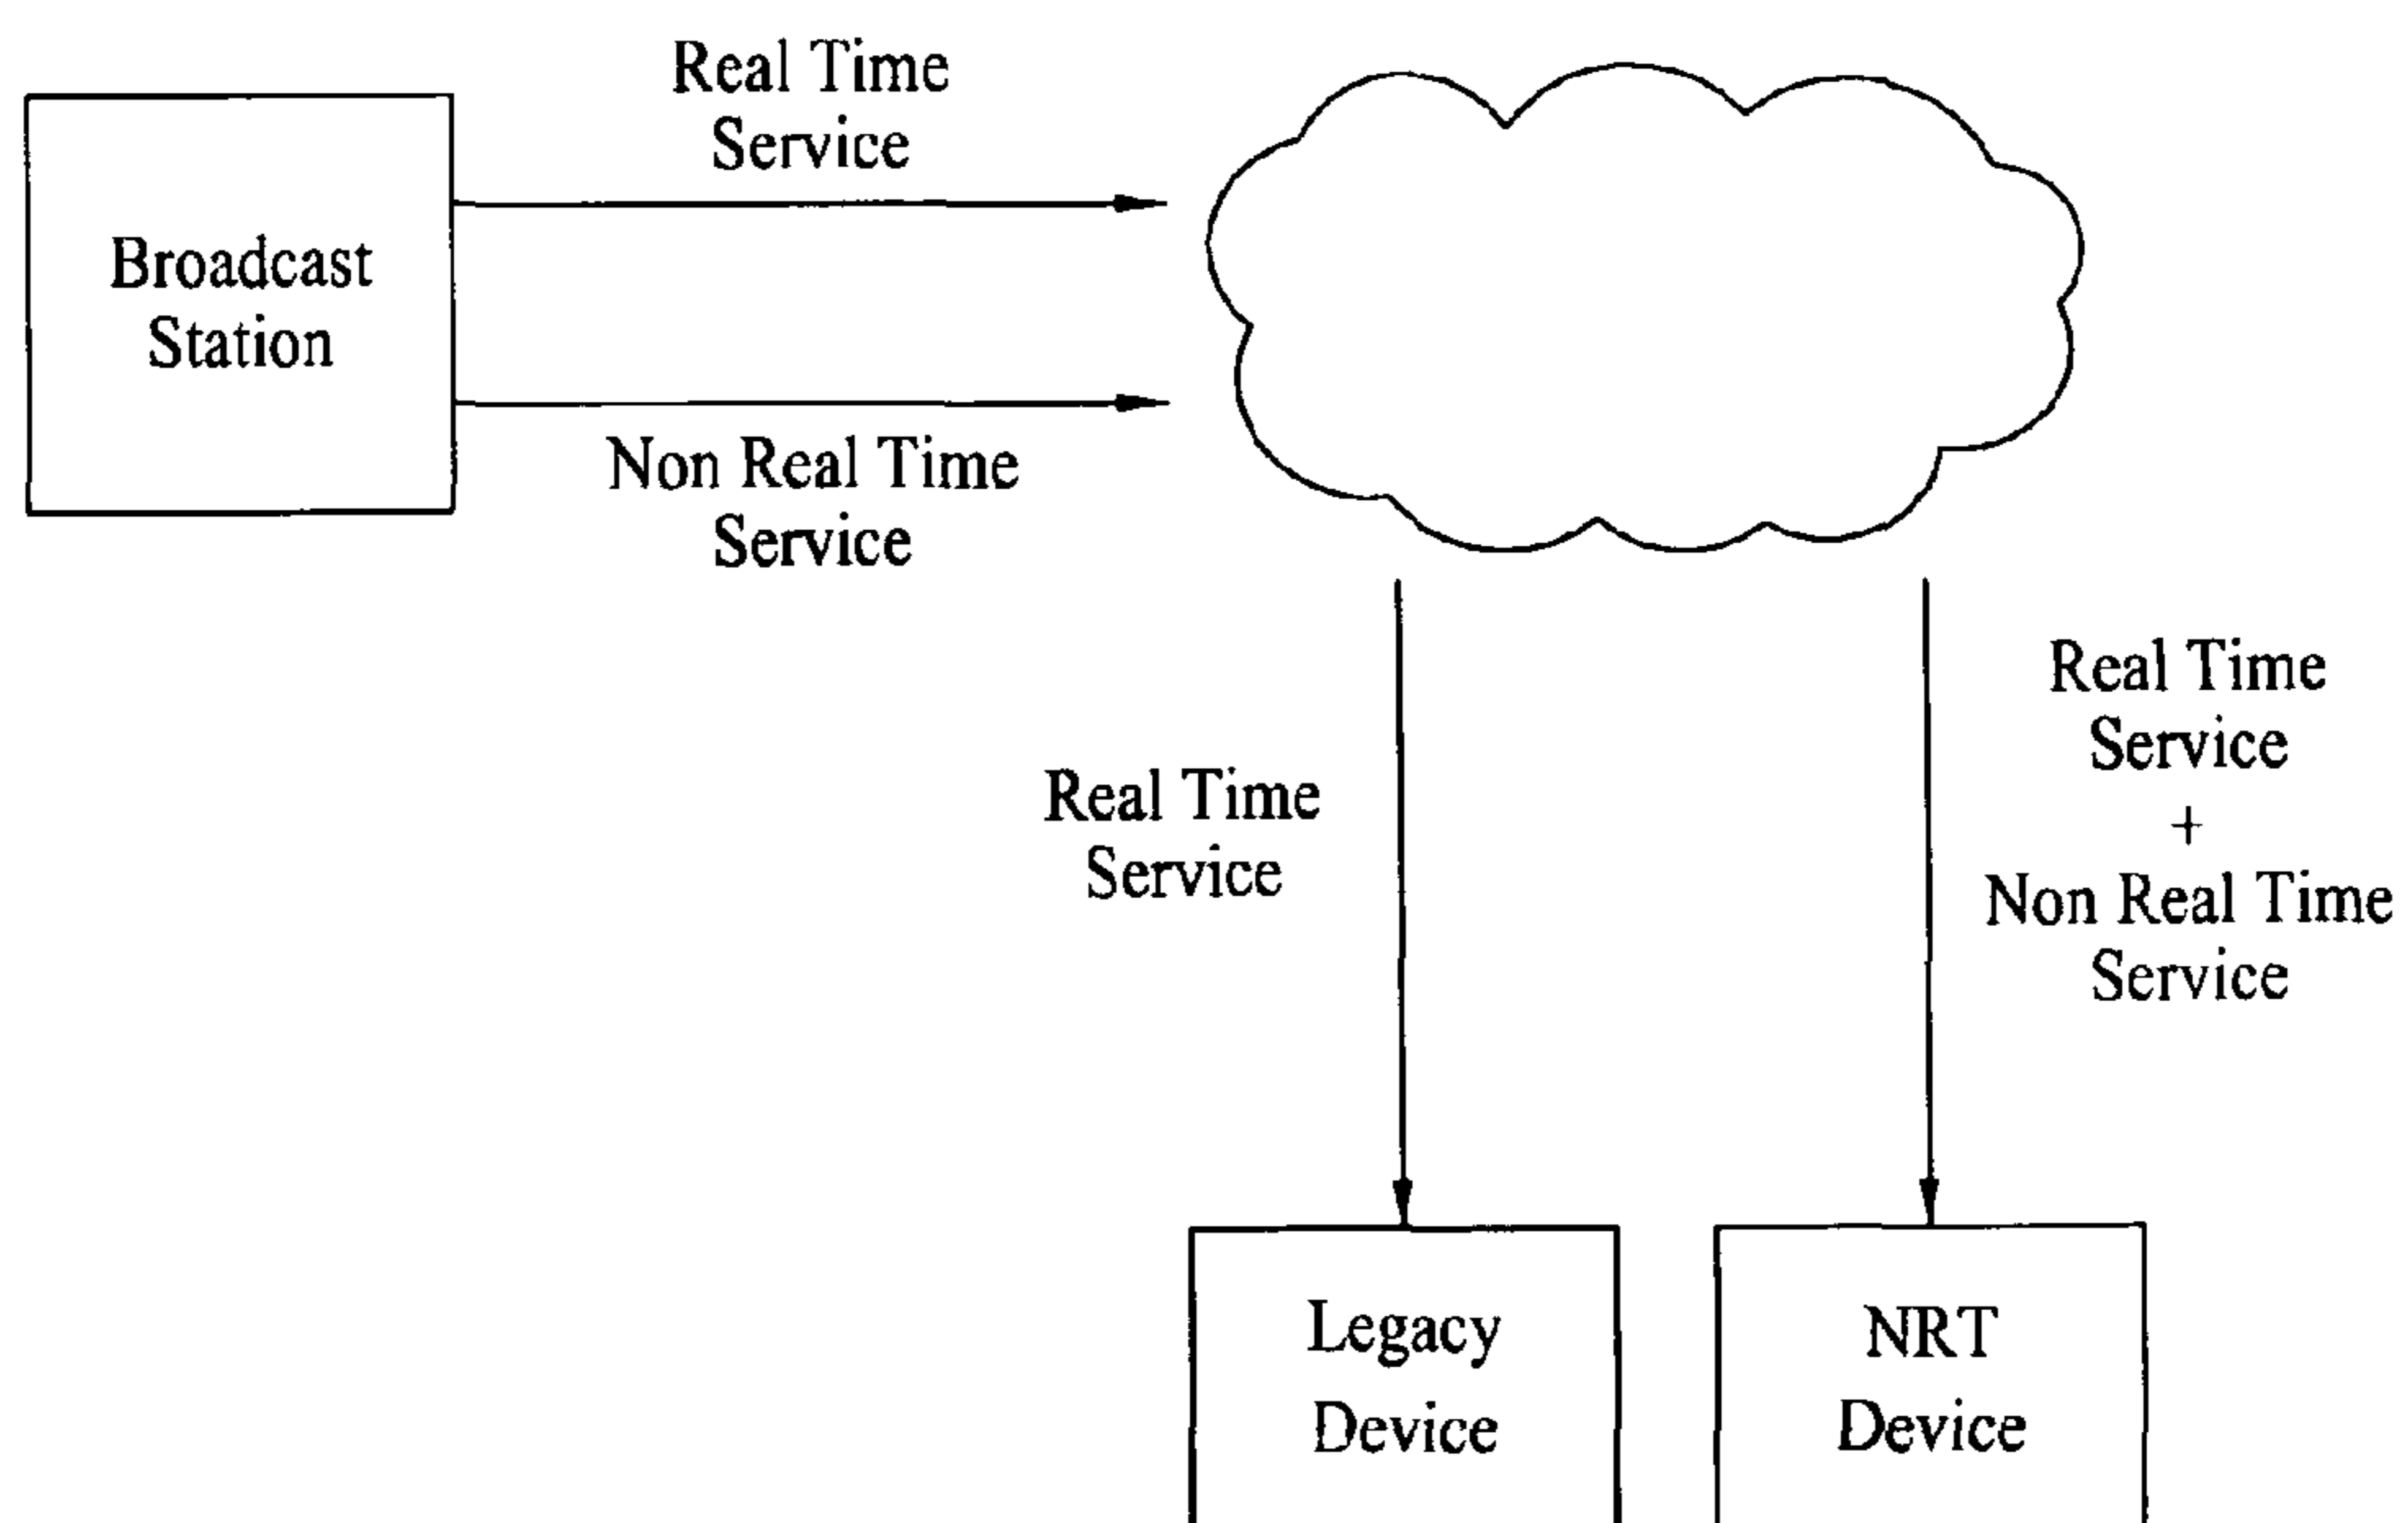 Real Time
Service
Broadcast
Station
Non Real Time
Service
Real Time
Service
Real Time
Service
+
Non Real Time
Service
Legacy
Device
NRT
Device